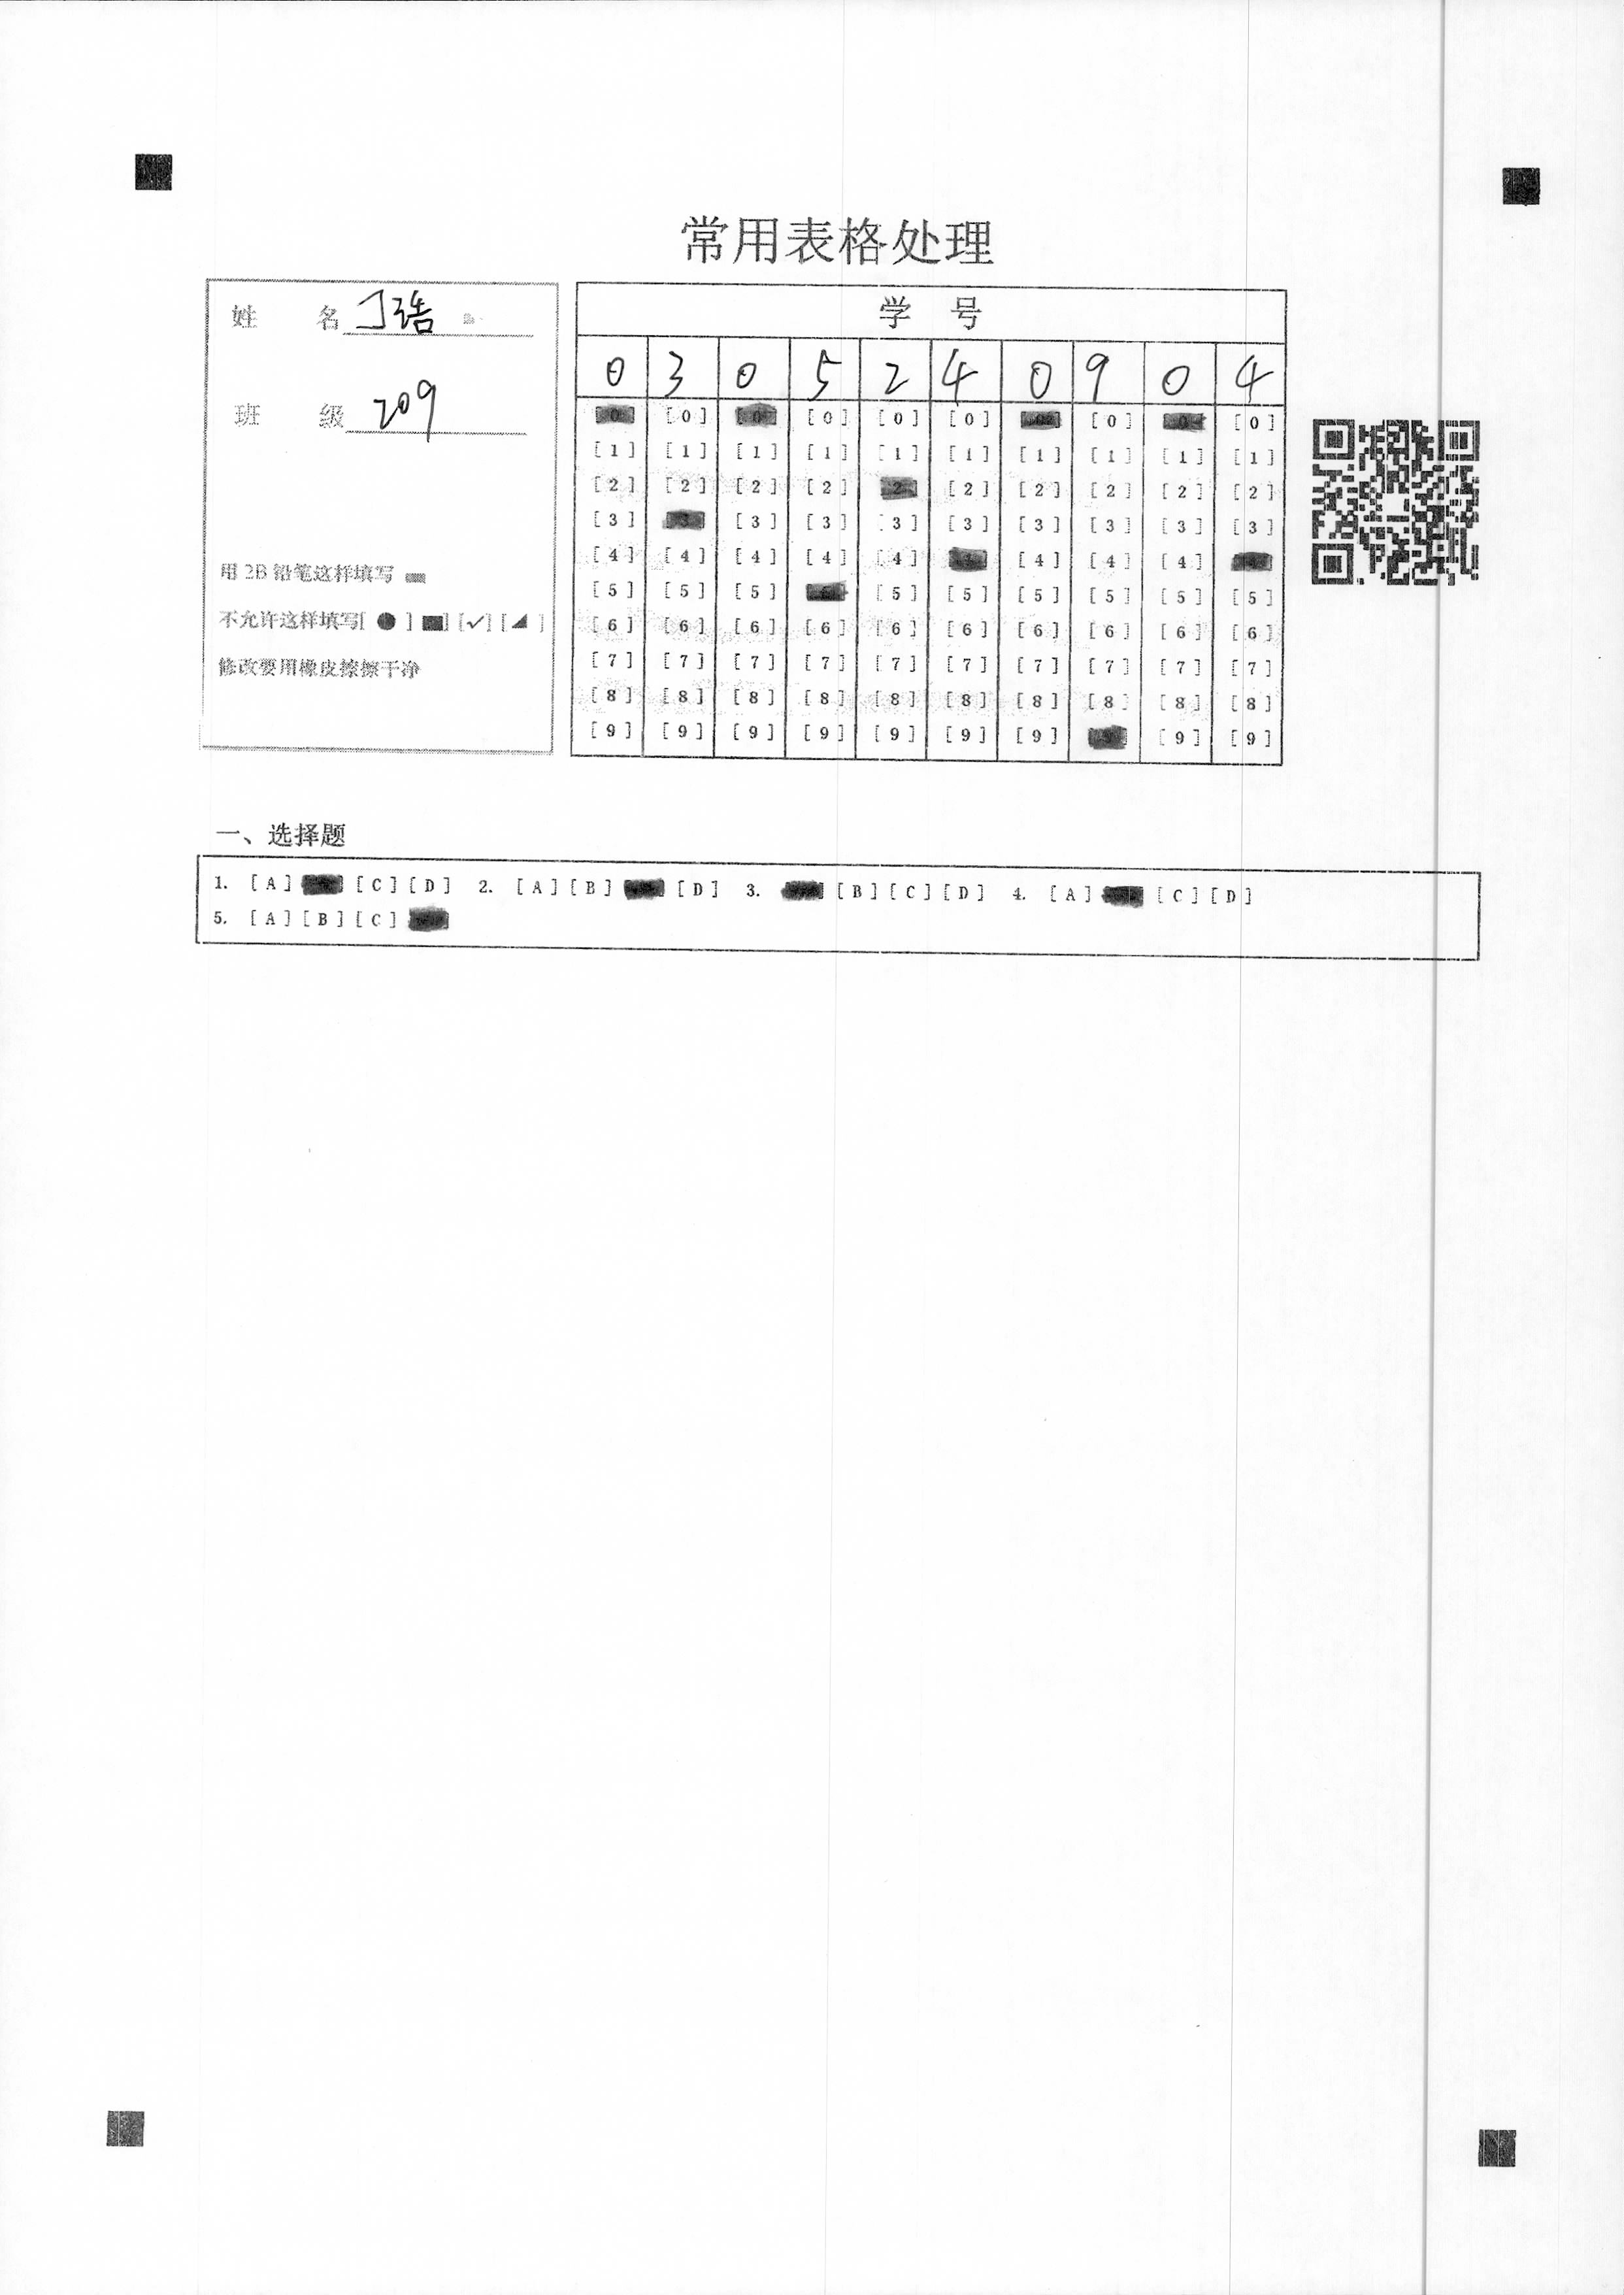 常用表格处理
姓 名 丁浩
班 级 209
用 2B 铅笔这样填写
不允许这样填写[ ● ] ■] [✓] [◢ ]
修改要用橡皮擦擦干净
学 号
0 3 0 5 2 4 0 9 0 4
[0] [0] [0] [0] [0] [0] [0] [0] [0] [0]
[1] [1] [1] [1] [1] [1] [1] [1] [1] [1]
[2] [2] [2] [2] [2] [2] [2] [2] [2] [2]
[3] [3] [3] [3] [3] [3] [3] [3] [3] [3]
[4] [4] [4] [4] [4] [4] [4] [4]
[5] [5] [5] [5] [5] [5] [5] [5] [5]
[6] [6] [6] [6] [6] [6] [6] [6] [6] [6]
[7] [7] [7] [7] [7] [7] [7] [7] [7] [7]
[8] [8] [8] [8] [8] [8] [8] [8] [8] [8]
[9] [9] [9] [9] [9] [9] [9] [9] [9]
一、选择题
1. [A] [C] [D] 2. [A] [B] [D] 3. [B] [C] [D] 4. [A] [C] [D]
5. [A] [B] [C]